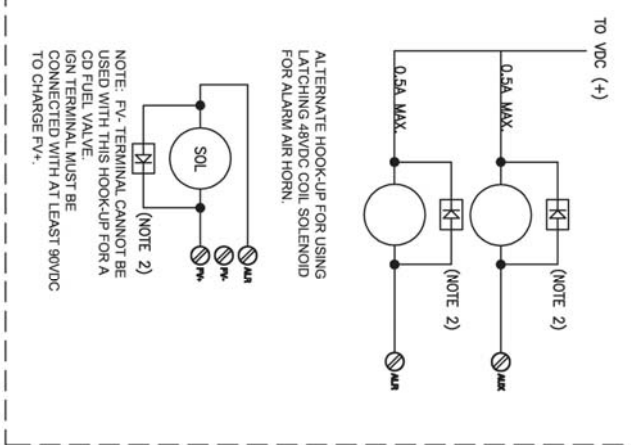 TO VDC (+)
0.5A MAX.
(NOTE 2)
AUX
0.5A MAX.
(NOTE 2)
ALR
ALTERNATE HOOK-UP FOR USING
LATCHING 48VDC COIL SOLENOID
FOR ALARM AIR HORN.
SOL
(NOTE 2)
ALR
FV-
FV+
NOTE: FV- TERMINAL CANNOT BE
USED WITH THIS HOOK-UP FOR A
CD FUEL VALVE.
IGN TERMINAL MUST BE
CONNECTED WITH AT LEAST 90VDC
TO CHARGE FV+.